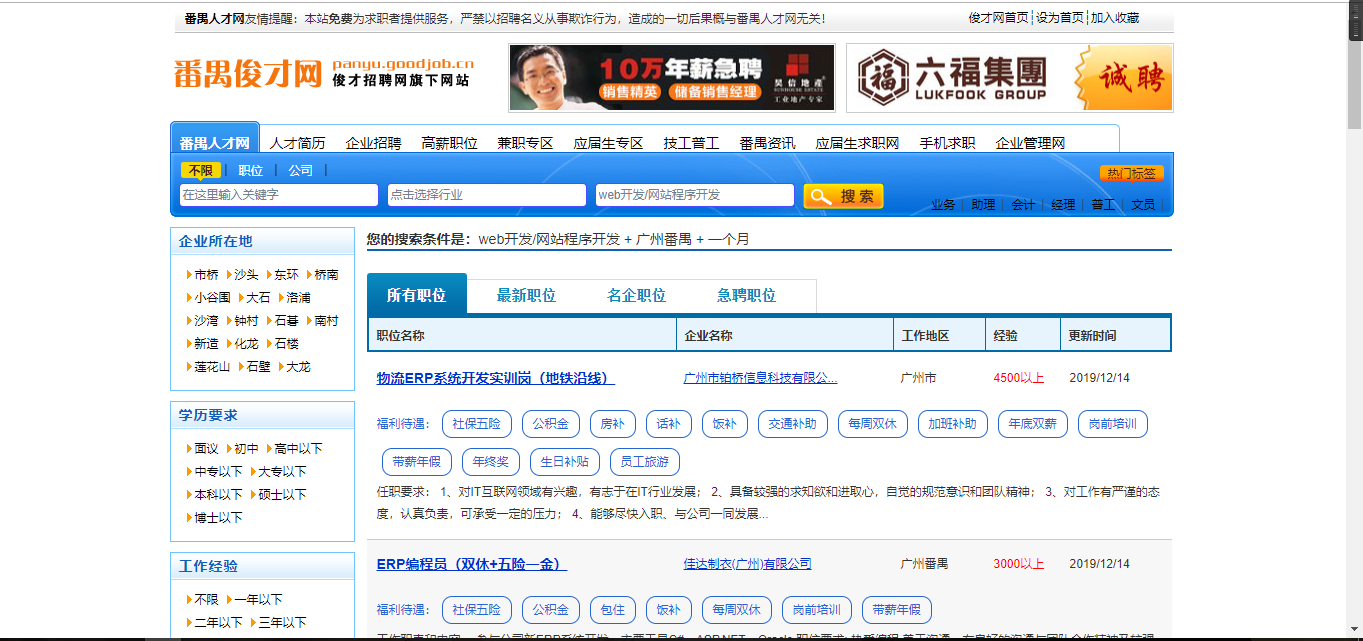 番禺人才网友情提醒：本站免费为求职者提供服务，严禁以招聘名义从事欺诈行为，造成的一切后果概与番禺人才网无关！
俊才网首页 | 设为首页 | 加入收藏
番禺俊才网 panyu.goodjob.cn
俊才招聘网旗下网站
10万年薪急聘
销售精英 储备销售经理
昊信地產
工业地产专家
福 六福集團
LUKFOOK GROUP
诚聘
番禺人才网 人才简历 企业招聘 高薪职位 兼职专区 应届生专区 技工普工 番禺资讯 应届生求职网 手机求职 企业管理网
不限 | 职位 | 公司 |
热门标签
在这里输入关键字 点击选择行业 web开发/网站程序开发 搜 索
业务 | 助理 | 会计 | 经理 | 普工 | 文员 |
企业所在地
市桥 沙头 东环 桥南
小谷围 大石 洛浦
沙湾 钟村 石碁 南村
新造 化龙 石楼
莲花山 石壁 大龙
学历要求
面议 初中 高中以下
中专以下 大专以下
本科以下 硕士以下
博士以下
工作经验
不限 一年以下
二年以下 三年以下
您的搜索条件是：web开发/网站程序开发 + 广州番禺 + 一个月
所有职位 最新职位 名企职位 急聘职位
职位名称 企业名称 工作地区 经验 更新时间
物流ERP系统开发实训岗（地铁沿线） 广州市铂桥信息科技有限公... 广州市 4500以上 2019/12/14
福利待遇： 社保五险 公积金 房补 话补 饭补 交通补助 每周双休 加班补助 年底双薪 岗前培训
带薪年假 年终奖 生日补贴 员工旅游
任职要求： 1、对IT互联网领域有兴趣，有志于在IT行业发展； 2、具备较强的求知欲和进取心，自觉的规范意识和团队精神； 3、对工作有严谨的态
度，认真负责，可承受一定的压力； 4、能够尽快入职、与公司一同发展...
ERP编程员（双休+五险一金） 佳达制衣(广州)有限公司 广州番禺 3000以上 2019/12/14
福利待遇： 社保五险 公积金 包住 饭补 每周双休 岗前培训 带薪年假